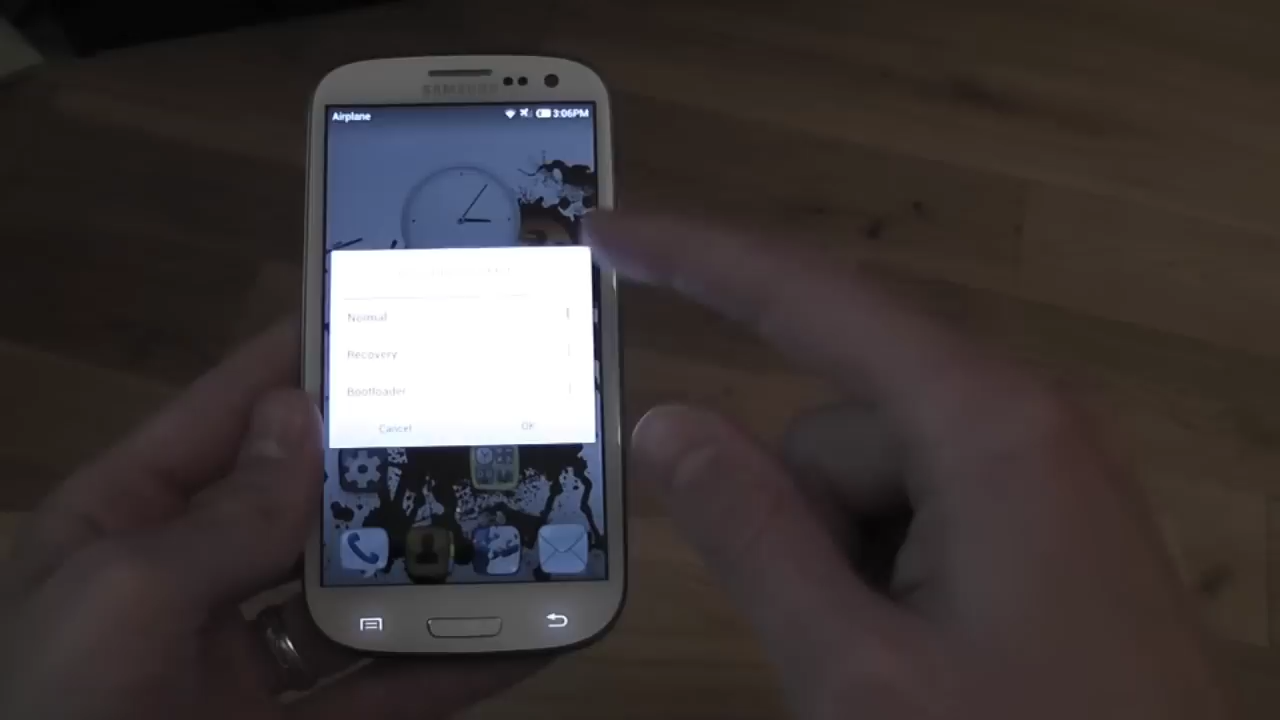 SAMSUNG
Airplane 3:06PM
Normal
Recovery
Bootloader
Cancel OK